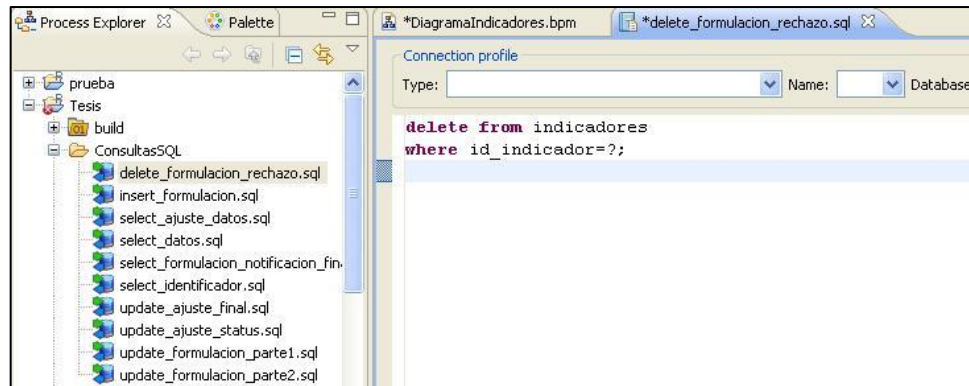 Process Explorer
Palette
prueba
Tesis
build
ConsultasSQL
delete_formulacion_rechazo.sql
insert_formulacion.sql
select_ajuste_datos.sql
select_datos.sql
select_formulacion_notificacion_fin
select_identificador.sql
update_ajuste_final.sql
update_ajuste_status.sql
update_formulacion_parte1.sql
update_formulacion_parte2.sql
*DiagramaIndicadores.bpm
*delete_formulacion_rechazo.sql
Connection profile
Type:
Name:
Database
delete from indicadores
where id_indicador=?;